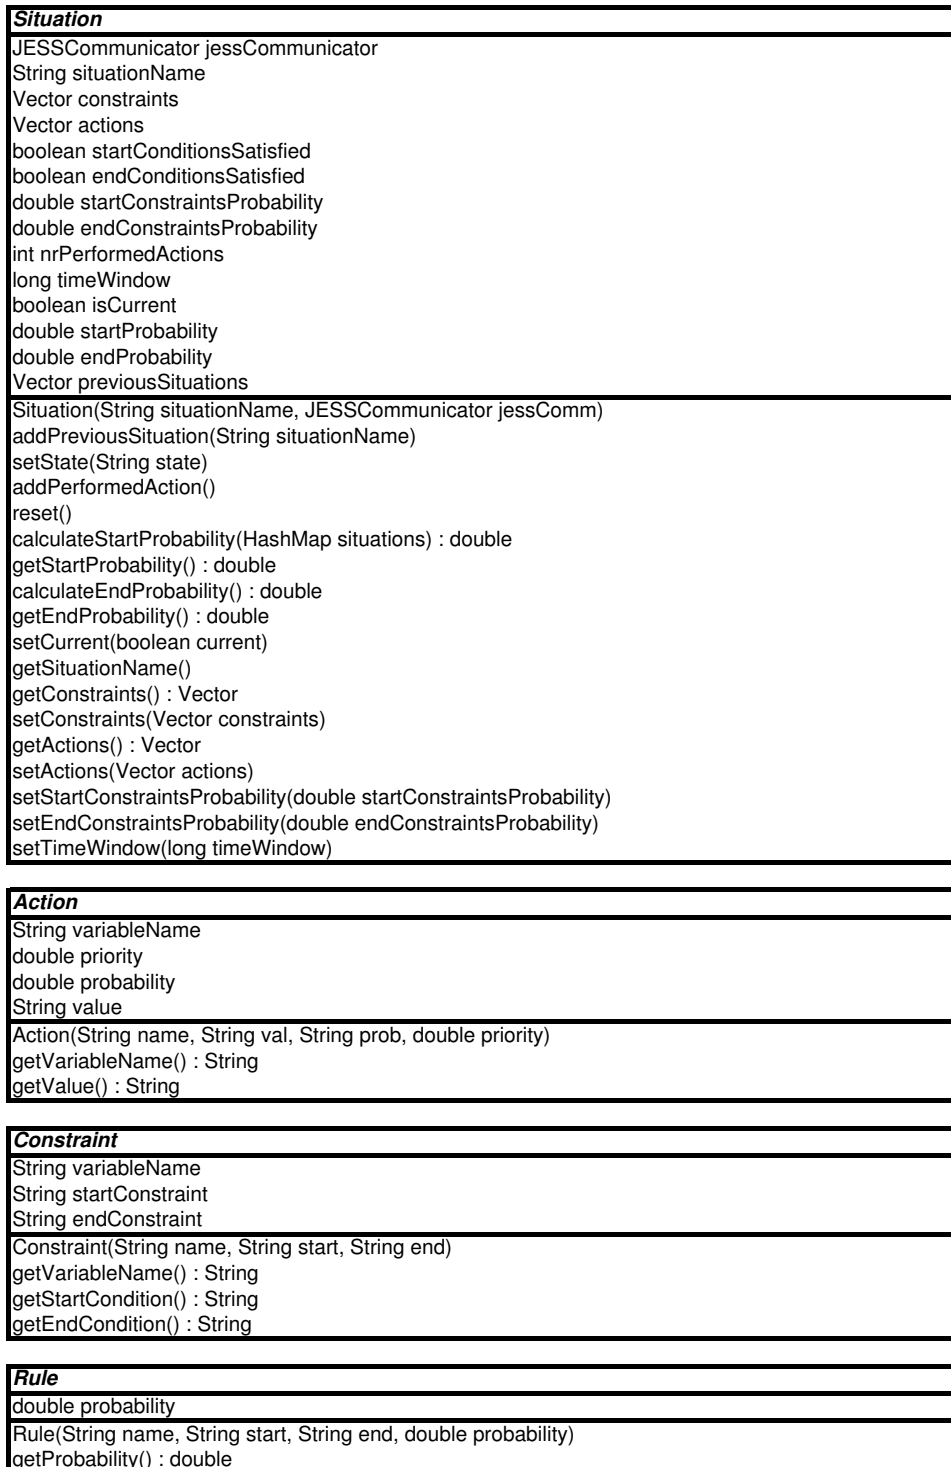 Situation
JESSCommunicator jessCommunicator
String situationName
Vector constraints
Vector actions
boolean startConditionsSatisfied
boolean endConditionsSatisfied
double startConstraintsProbability
double endConstraintsProbability
int nrPerformedActions
long timeWindow
boolean isCurrent
double startProbability
double endProbability
Vector previousSituations
Situation(String situationName, JESSCommunicator jessComm)
addPreviousSituation(String situationName)
setState(String state)
addPerformedAction()
reset()
calculateStartProbability(HashMap situations) : double
getStartProbability() : double
calculateEndProbability() : double
getEndProbability() : double
setCurrent(boolean current)
getSituationName()
getConstraints() : Vector
setConstraints(Vector constraints)
getActions() : Vector
setActions(Vector actions)
setStartConstraintsProbability(double startConstraintsProbability)
setEndConstraintsProbability(double endConstraintsProbability)
setTimeWindow(long timeWindow)
Action
String variableName
double priority
double probability
String value
Action(String name, String val, String prob, double priority)
getVariableName() : String
getValue() : String
Constraint
String variableName
String startConstraint
String endConstraint
Constraint(String name, String start, String end)
getVariableName() : String
getStartCondition() : String
getEndCondition() : String
Rule
double probability
Rule(String name, String start, String end, double probability)
getProbability() : double